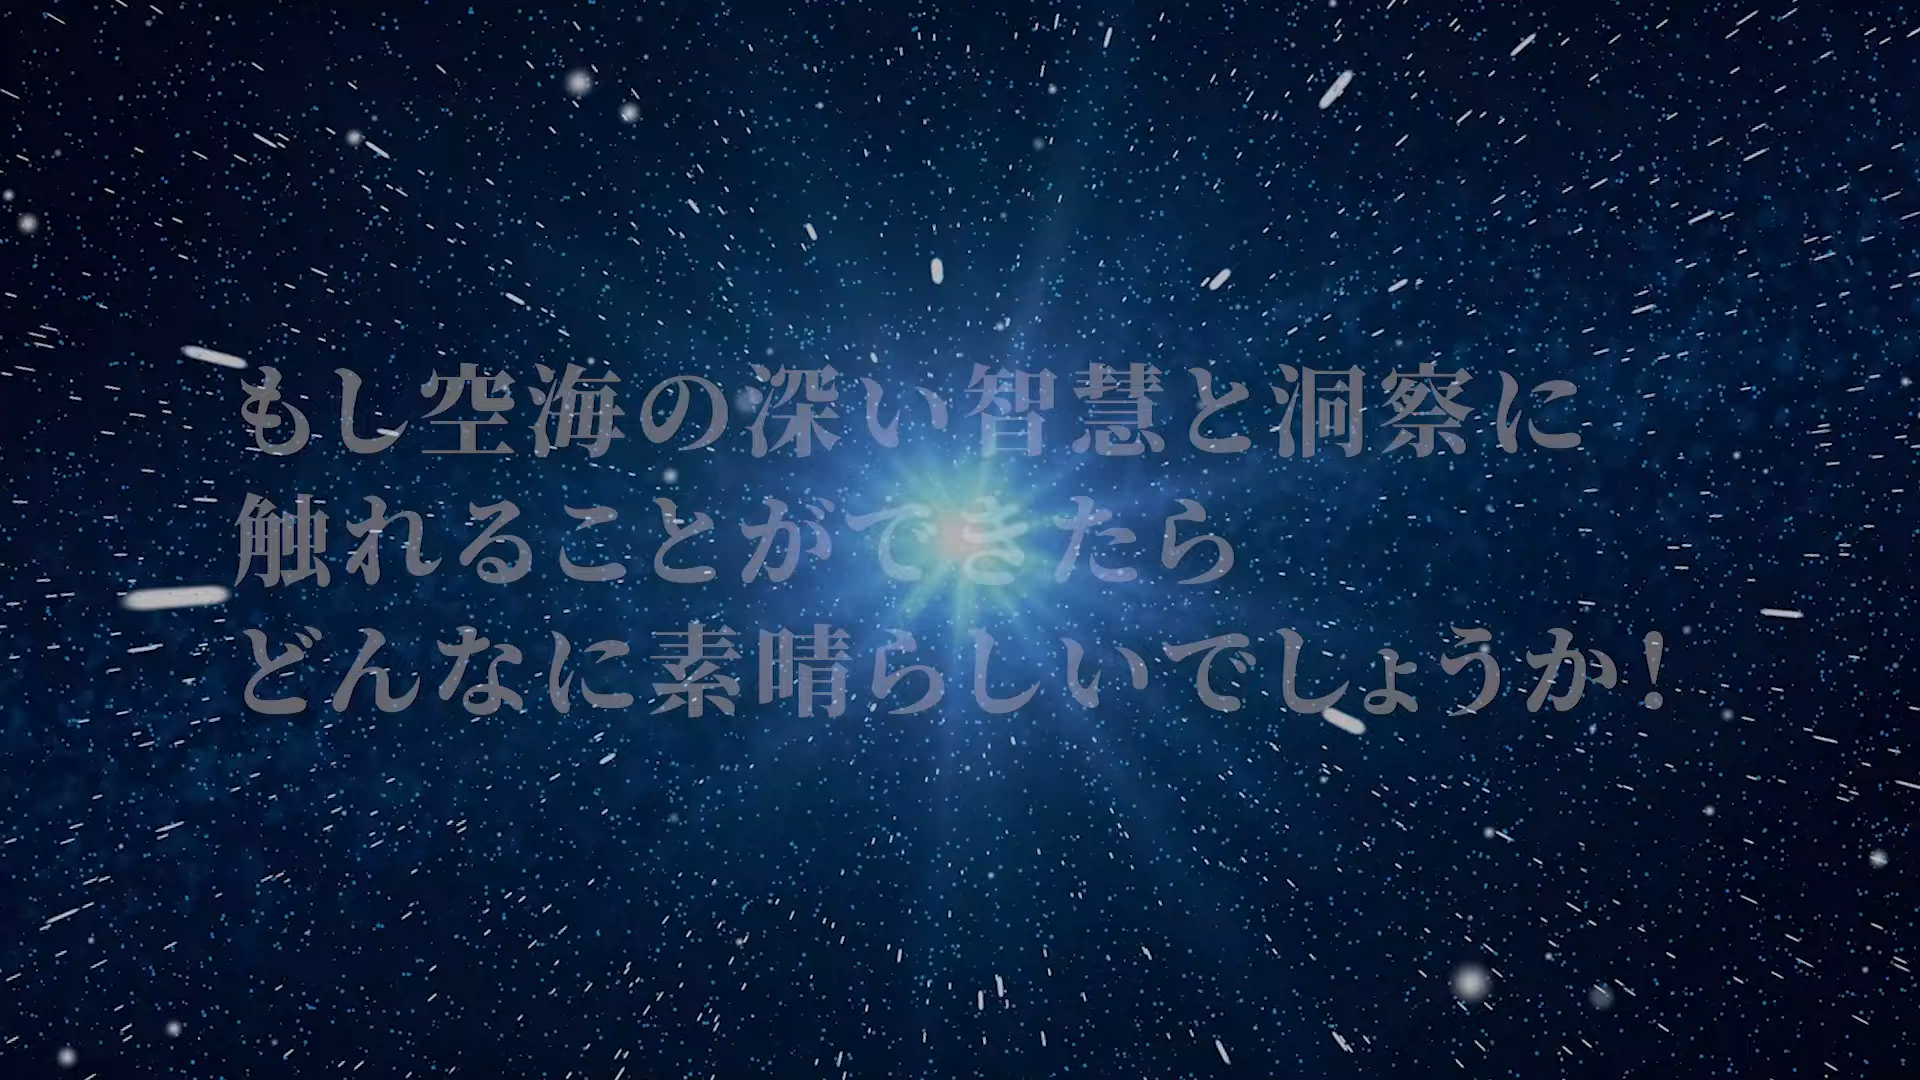 もし空海の深い智慧と洞察に
触れることができたら
どんなに素晴らしいでしょうか!